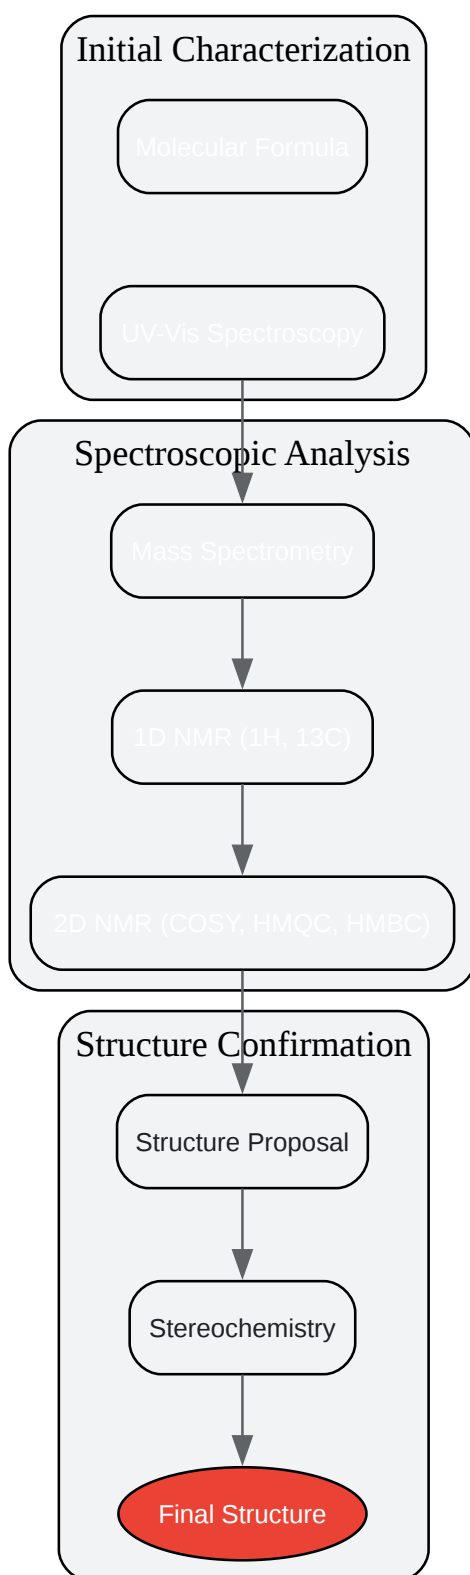 Initial Characterization
Molecular Formula
UV-Vis Spectroscopy
Spectroscopic Analysis
Mass Spectrometry
1D NMR (1H, 13C)
2D NMR (COSY, HMQC, HMBC)
Structure Confirmation
Structure Proposal
Stereochemistry
Final Structure